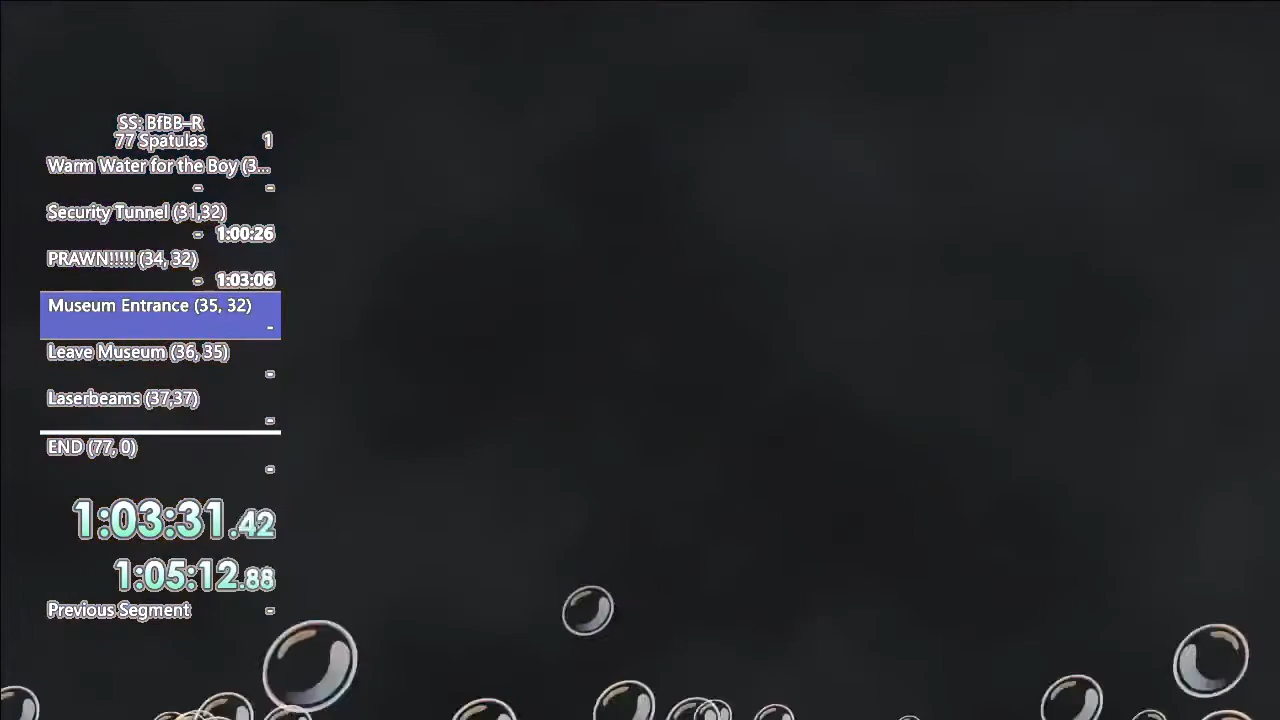 SS: BfBB-R
77 Spatulas 1
Warm Water for the Boy (3...
- -
Security Tunnel (31,32)
- 1:00:26
PRAWN!!!!! (34, 32)
- 1:03:06
Museum Entrance (35, 32)
-
Leave Museum (36, 35)
-
Laserbeams (37,37)
-
END (77, 0)
-
1:03:31.42
1:05:12.88
Previous Segment -